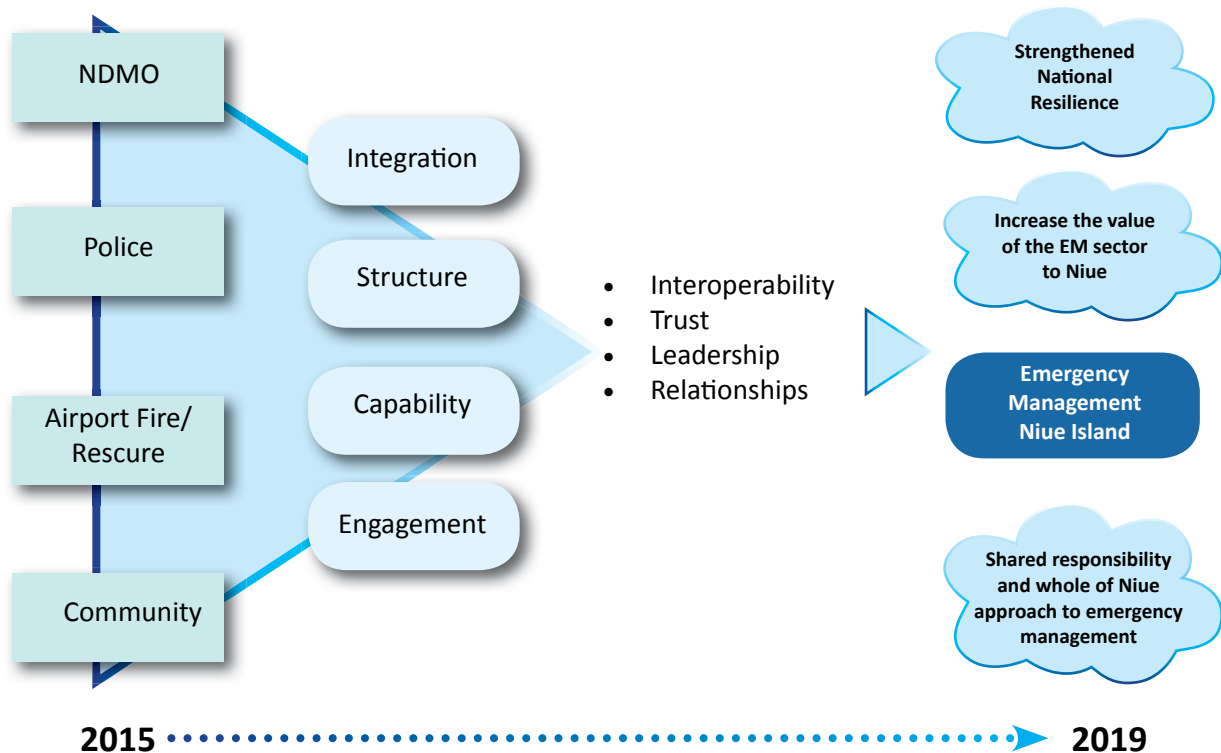 NDMO
Police
Airport Fire/
Rescure
Community
Integration
Structure
Capability
Engagement
• Interoperability
• Trust
• Leadership
• Relationships
Strengthened
National
Resilience
Increase the value
of the EM sector
to Niue
Emergency
Management
Niue Island
Shared responsibility
and whole of Niue
approach to emergency
management
2015
2019